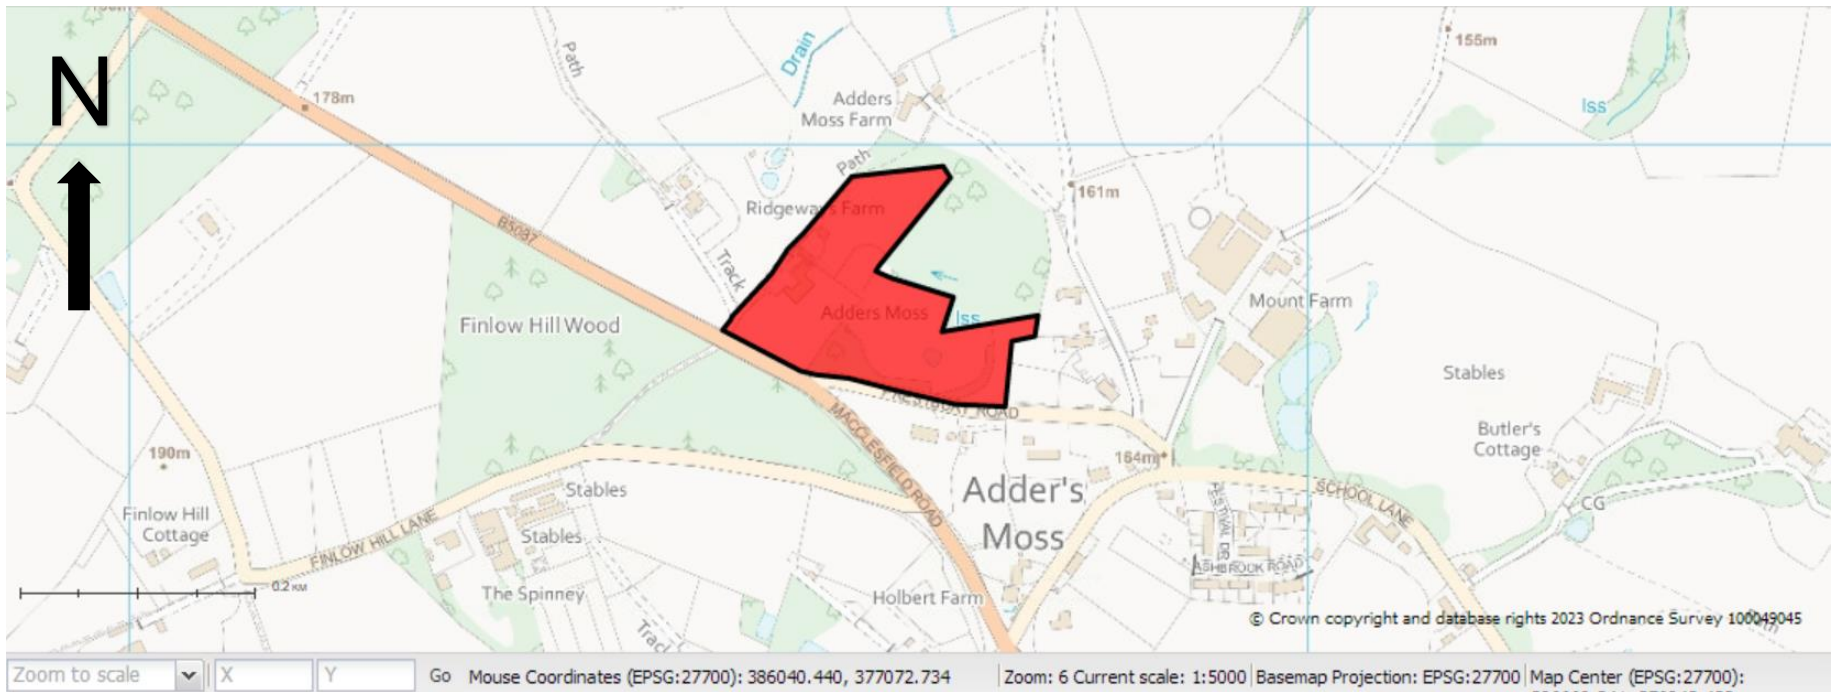 N
178m
Path
Drain
Adders
Moss Farm
155m
Iss
Path
161m
Ridgeways Farm
B5087
Track
Adders Moss
Iss
Mount Farm
Finlow Hill Wood
Stables
PRESTBURY ROAD
MACCLESFIELD ROAD
Butler's
Cottage
190m
164m
Stables
Adder's
Moss
SCHOOL LANE
CG
Finlow Hill
Cottage
FINLOW HILL LANE
Stables
FESTIVAL DR
ASHBROOK ROAD
0.2 KM
The Spinney
Holbert Farm
Track
© Crown copyright and database rights 2023 Ordnance Survey 100049045
Zoom to scale
X
Y
Go
Mouse Coordinates (EPSG:27700): 386040.440, 377072.734
Zoom: 6 Current scale: 1:5000
Basemap Projection: EPSG:27700
Map Center (EPSG:27700):